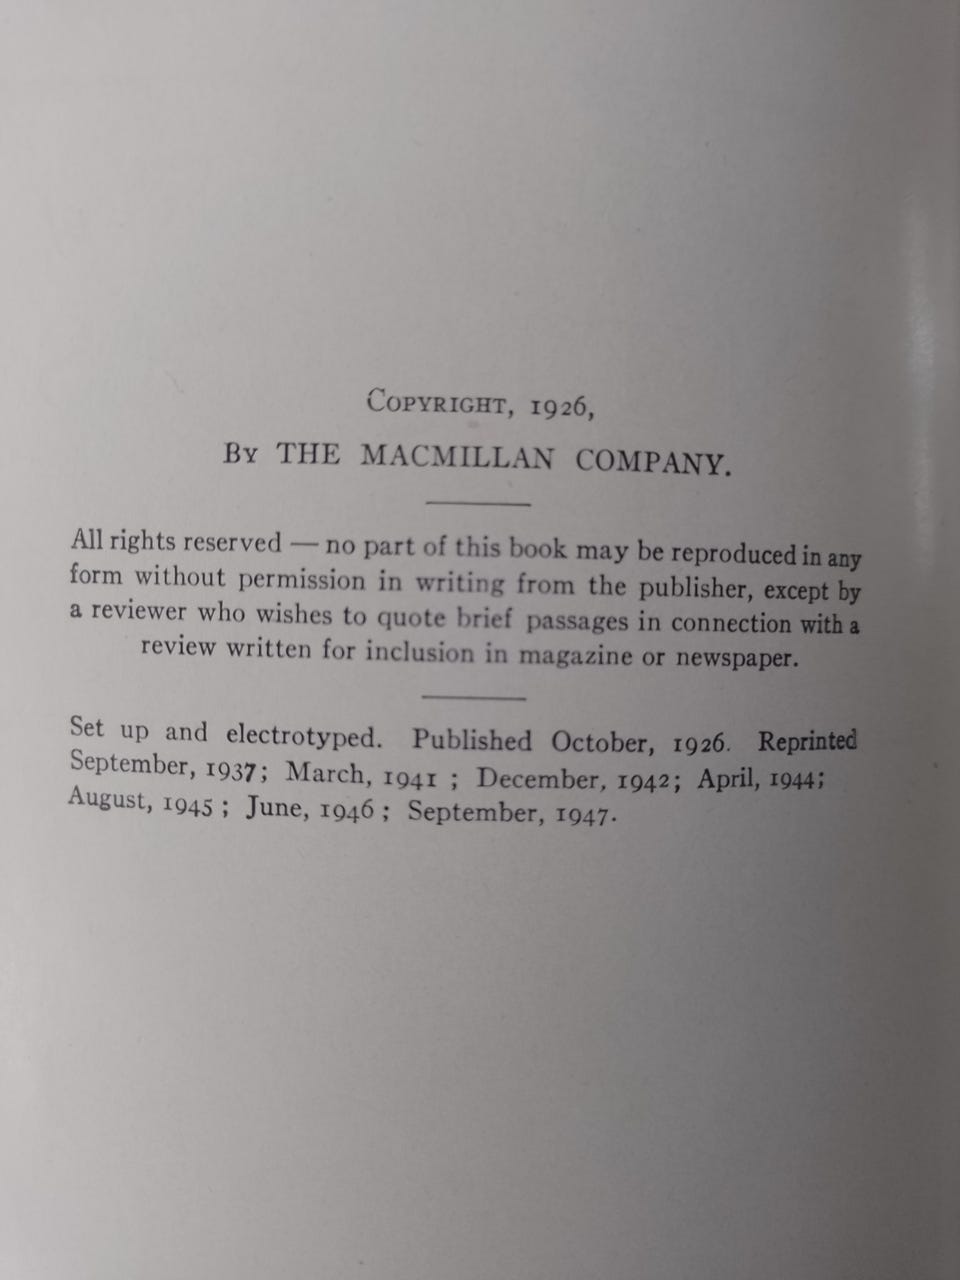 COPYRIGHT, 1926,
BY THE MACMILLAN COMPANY.
All rights reserved — no part of this book may be reproduced in any
form without permission in writing from the publisher, except by
a reviewer who wishes to quote brief passages in connection with a
review written for inclusion in magazine or newspaper.
Set up and electrotyped. Published October, 1926. Reprinted
September, 1937; March, 1941 ; December, 1942; April, 1944;
August, 1945 ; June, 1946 ; September, 1947.